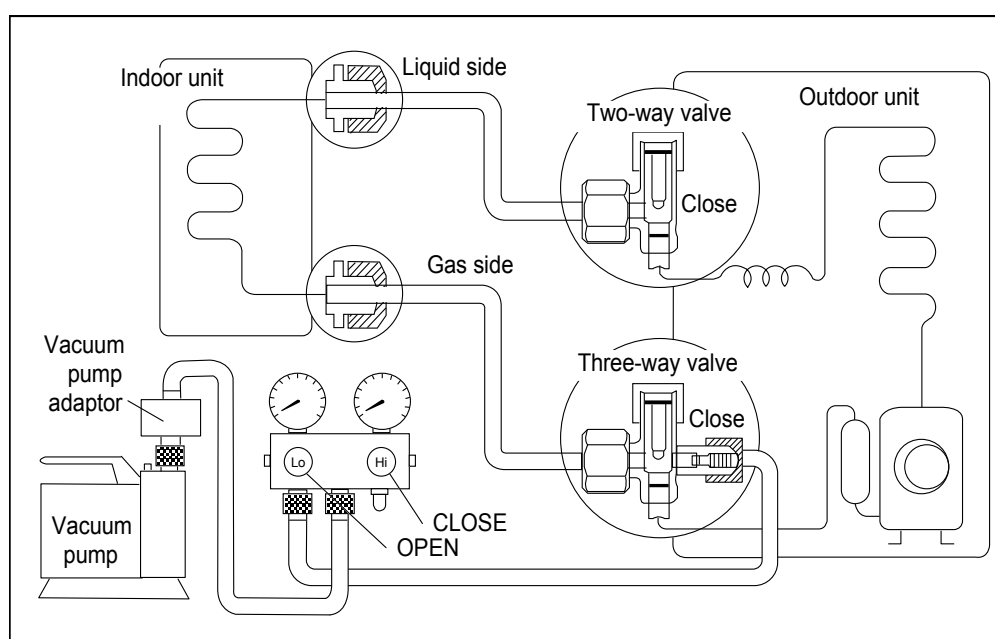 Indoor unit
Liquid side
Two-way valve
Outdoor unit
Close
Gas side
Three-way valve
Close
Vacuum
pump
adaptor
Lo
Hi
CLOSE
OPEN
Vacuum
pump